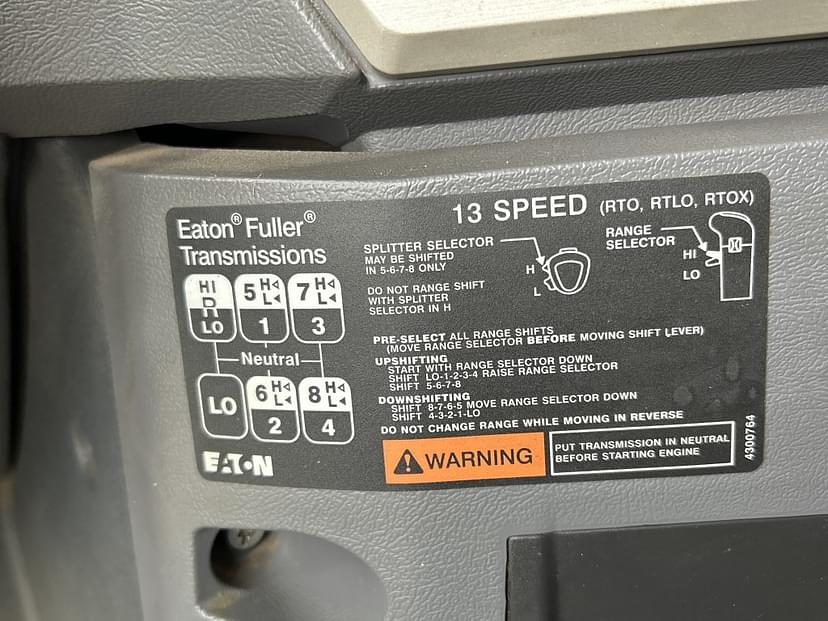 Eaton® Fuller®
Transmissions
13 SPEED (RTO, RTLO, RTOX)
SPLITTER SELECTOR
MAY BE SHIFTED
IN 5-6-7-8 ONLY
DO NOT RANGE SHIFT
WITH SPLITTER
SELECTOR IN H
H
L
RANGE
SELECTOR
HI
LO
HI
R
LO
5 H
L
1
7 H
L
3
Neutral
LO
6 H
L
2
8 H
L
4
PRE-SELECT ALL RANGE SHIFTS
(MOVE RANGE SELECTOR BEFORE MOVING SHIFT LEVER)
UPSHIFTING
START WITH RANGE SELECTOR DOWN
SHIFT LO-1-2-3-4 RAISE RANGE SELECTOR
SHIFT 5-6-7-8
DOWNSHIFTING
SHIFT 8-7-6-5 MOVE RANGE SELECTOR DOWN
SHIFT 4-3-2-1-LO
DO NOT CHANGE RANGE WHILE MOVING IN REVERSE
EATON
WARNING
PUT TRANSMISSION IN NEUTRAL
BEFORE STARTING ENGINE
4300764